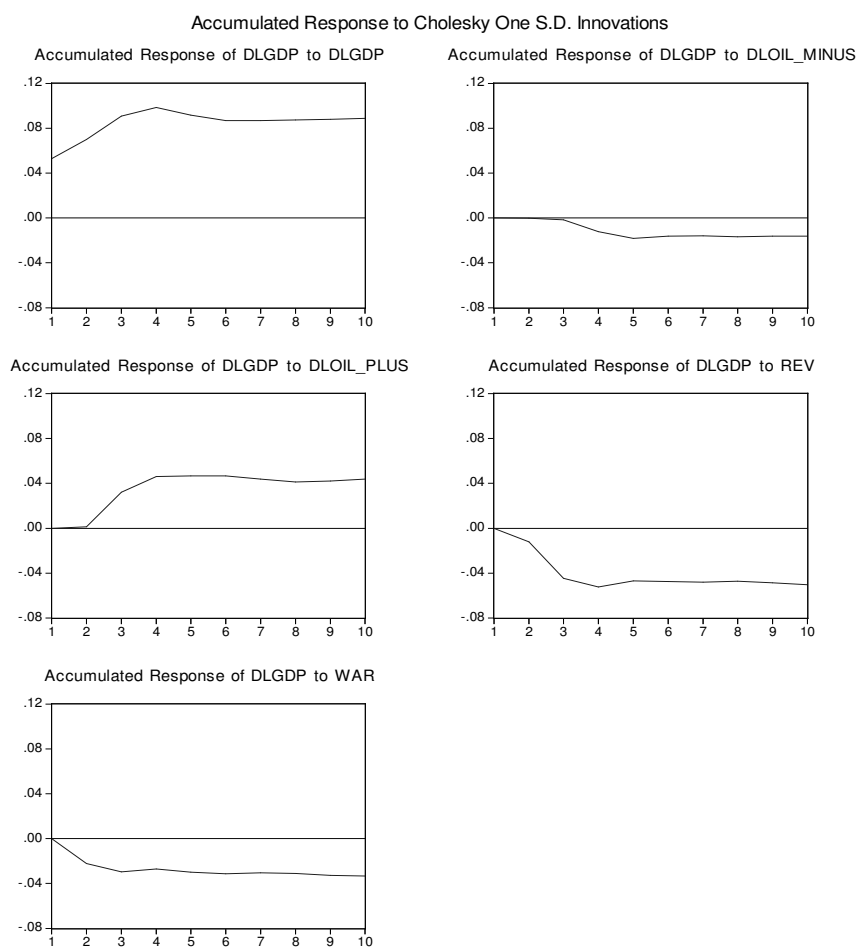 Accumulated Response to Cholesky One S.D. Innovations
Accumulated Response of DLGDP to DLGDP
.12
.08
.04
.00
-.04
-.08
1 2 3 4 5 6 7 8 9 10
Accumulated Response of DLGDP to DLOIL_MINUS
.12
.08
.04
.00
-.04
-.08
1 2 3 4 5 6 7 8 9 10
Accumulated Response of DLGDP to DLOIL_PLUS
.12
.08
.04
.00
-.04
-.08
1 2 3 4 5 6 7 8 9 10
Accumulated Response of DLGDP to REV
.12
.08
.04
.00
-.04
-.08
1 2 3 4 5 6 7 8 9 10
Accumulated Response of DLGDP to WAR
.12
.08
.04
.00
-.04
-.08
1 2 3 4 5 6 7 8 9 10